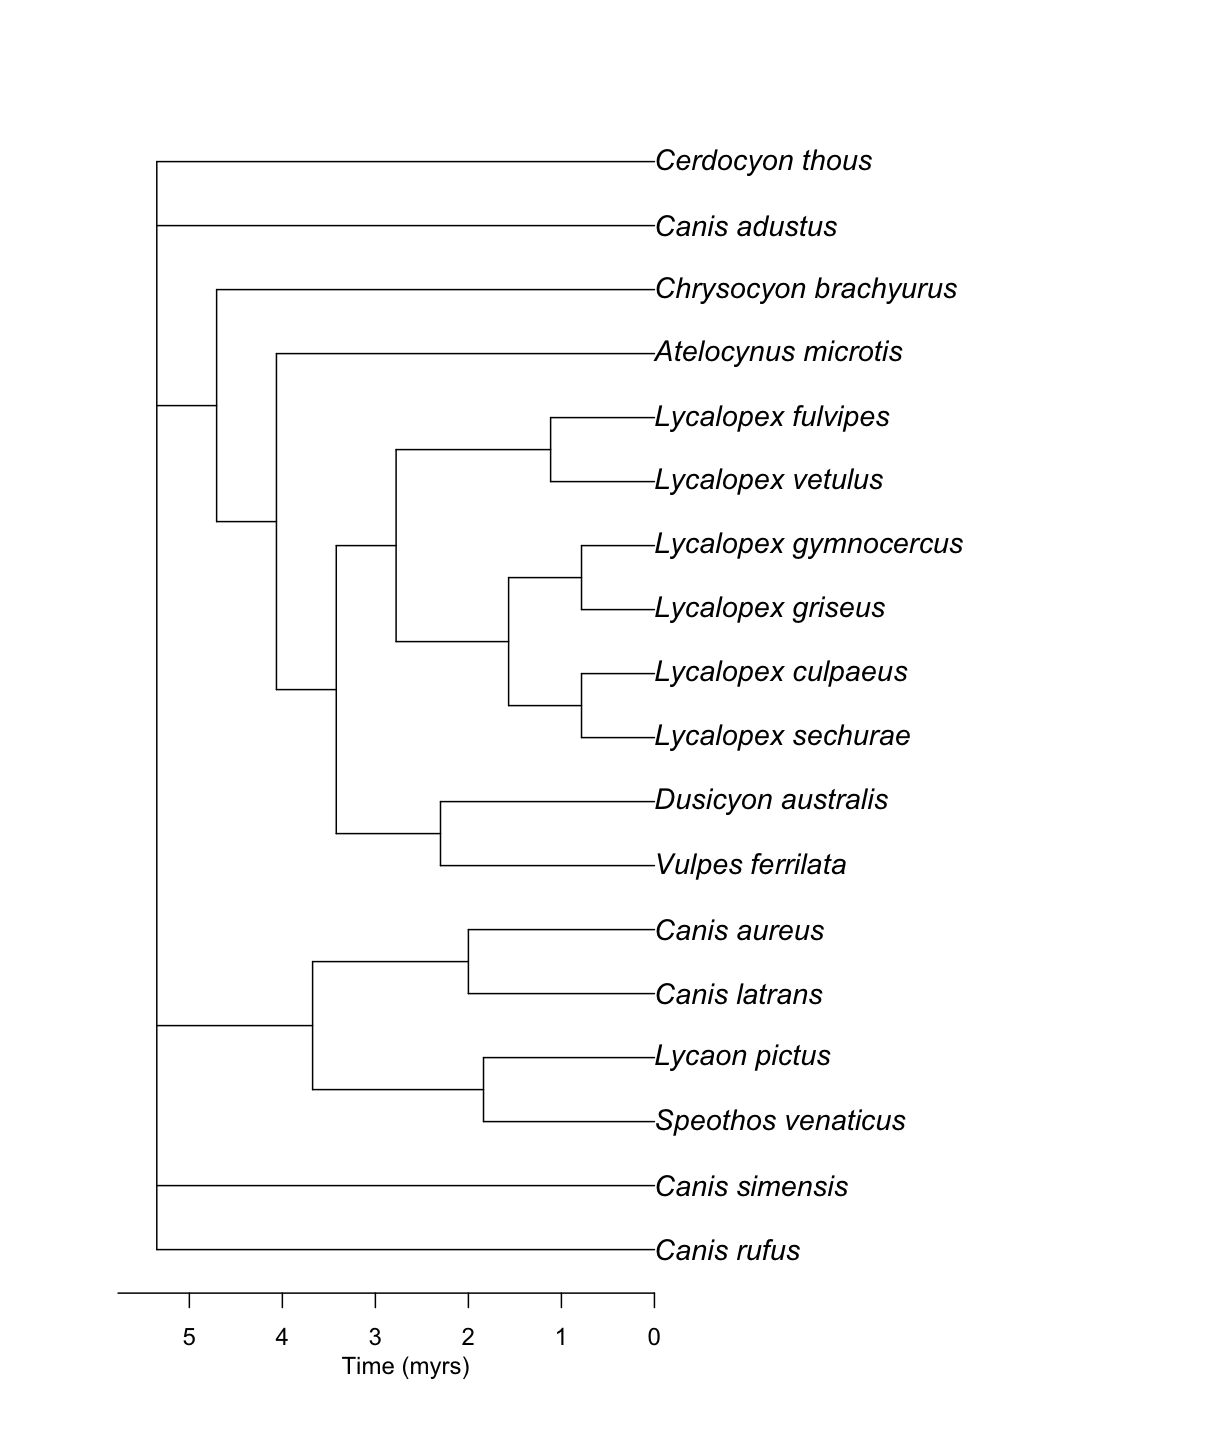 Cerdocyon thous
Canis adustus
Chrysocyon brachyurus
Atelocynus microtis
Lycalopex fulvipes
Lycalopex vetulus
Lycalopex gymnocercus
Lycalopex griseus
Lycalopex culpaeus
Lycalopex sechurae
Dusicyon australis
Vulpes ferrilata
Canis aureus
Canis latrans
Lycaon pictus
Speothos venaticus
Canis simensis
Canis rufus
5 4 3 2 1 0
Time (myrs)